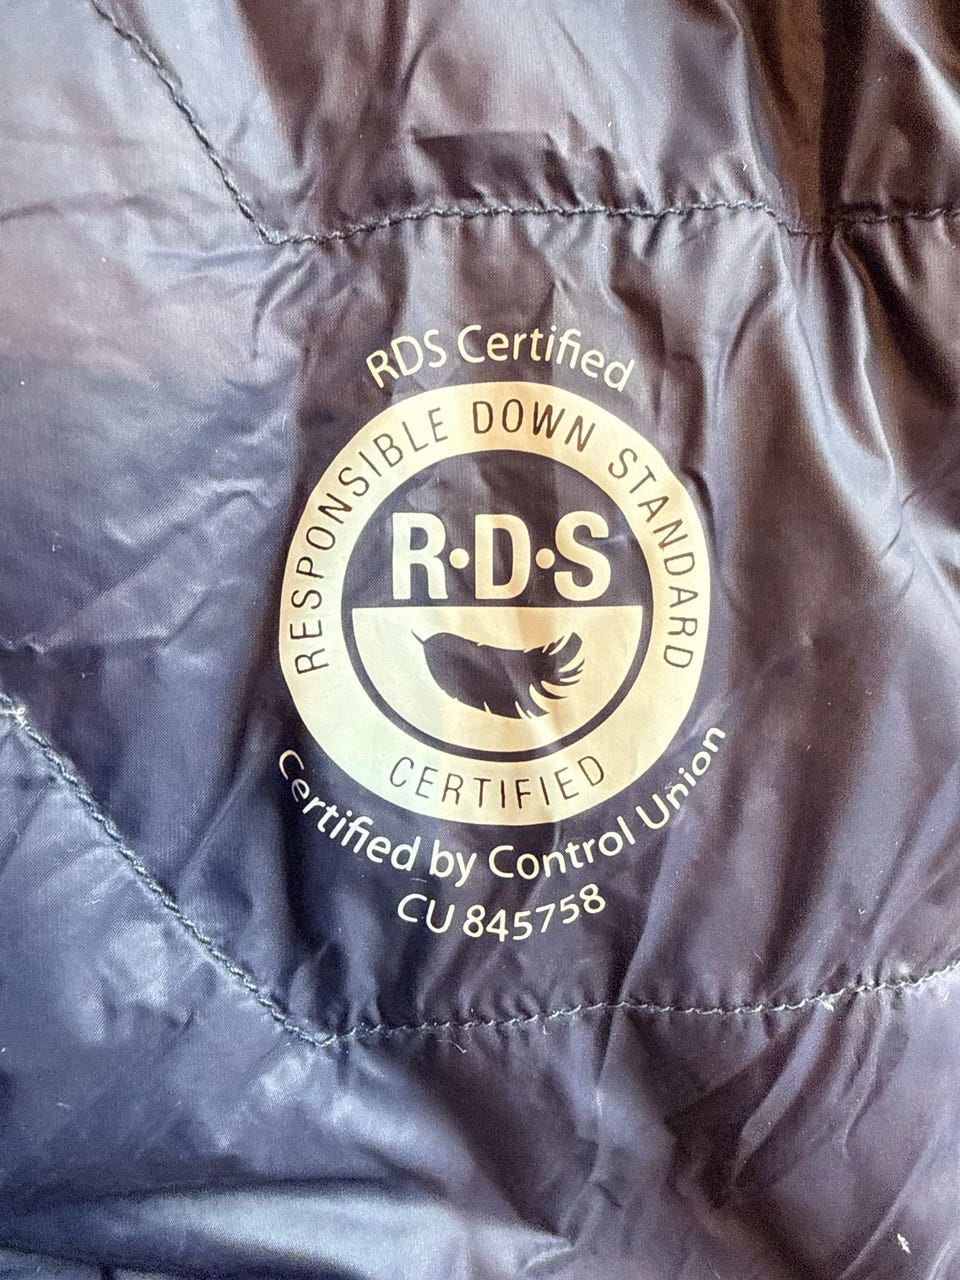 RDS Certified
RESPONSIBLE DOWN STANDARD
R·D·S
CERTIFIED
Certified by Control Union
CU 845758